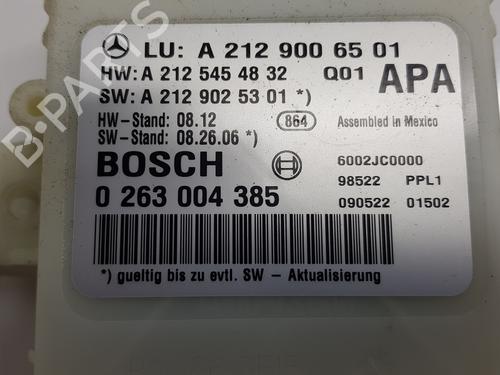 LU: A 212 900 65 01
HW: A 212 545 48 32 Q01 APA
SW: A 212 902 53 01 *)
HW-Stand: 08.12 864 Assembled in Mexico
SW-Stand: 08.26.06 *)
BOSCH 6002JC0000
98522 PPL1
0 263 004 385
090522 01502
*) gueltig bis zu evtl. SW - Aktualisierung
B-PARTS